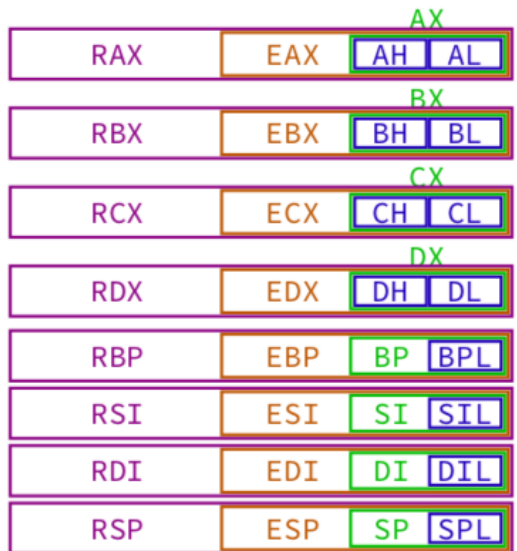 AX
RAX EAX AH AL
BX
RBX EBX BH BL
CX
RCX ECX CH CL
DX
RDX EDX DH DL
RBP EBP BP BPL
RSI ESI SI SIL
RDI EDI DI DIL
RSP ESP SP SPL